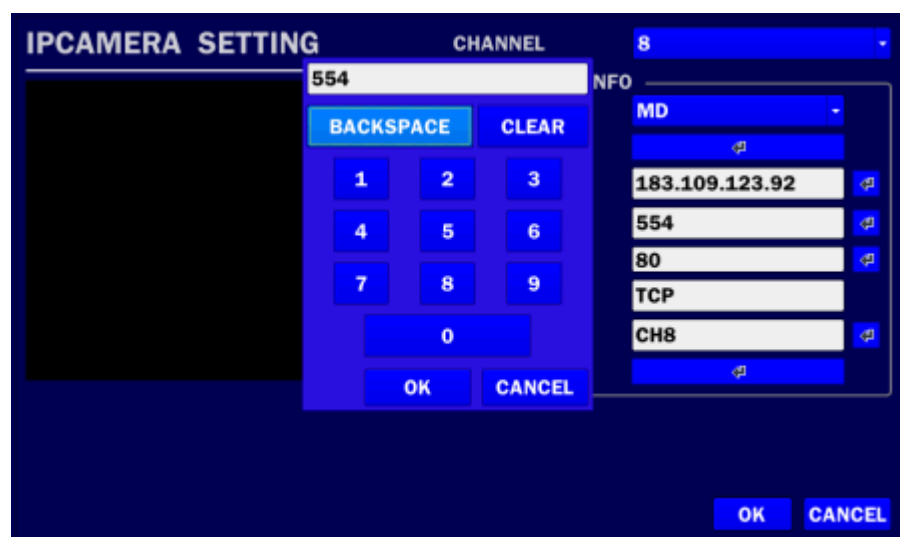 IPCAMERA SETTING
CHANNEL
8
554
NFO
BACKSPACE CLEAR
MD
1 2 3
183.109.123.92
4 5 6
554
80
7 8 9
TCP
0
CH8
OK CANCEL
OK CANCEL